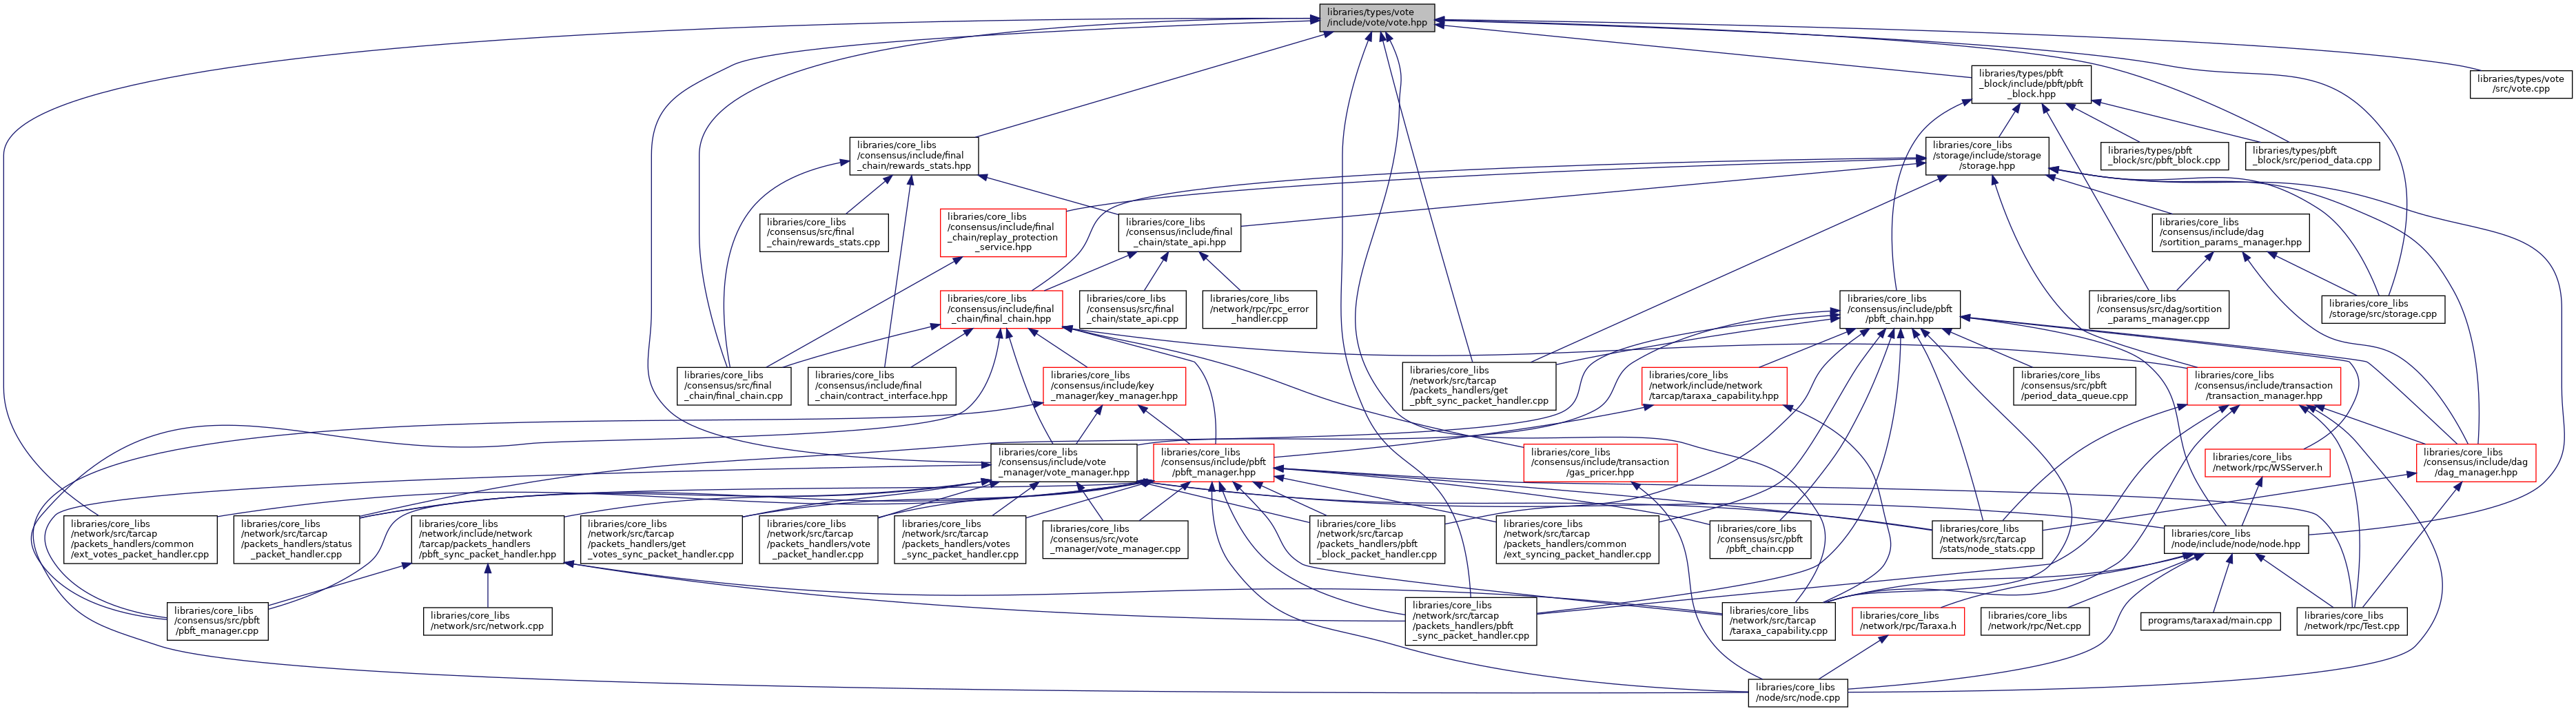 libraries/types/vote
/include/vote/vote.hpp
libraries/types/pbft
_block/include/pbft/pbft
_block.hpp
libraries/types/vote
/src/vote.cpp
libraries/core_libs
/consensus/include/final
_chain/rewards_stats.hpp
libraries/core_libs
/storage/include/storage
/storage.hpp
libraries/types/pbft
_block/src/pbft_block.cpp
libraries/types/pbft
_block/src/period_data.cpp
libraries/core_libs
/consensus/src/final
_chain/rewards_stats.cpp
libraries/core_libs
/consensus/include/final
_chain/replay_protection
_service.hpp
libraries/core_libs
/consensus/include/final
_chain/state_api.hpp
libraries/core_libs
/consensus/include/dag
/sortition_params_manager.hpp
libraries/core_libs
/consensus/include/final
_chain/final_chain.hpp
libraries/core_libs
/consensus/src/final
_chain/state_api.cpp
libraries/core_libs
/network/rpc/rpc_error
_handler.cpp
libraries/core_libs
/consensus/include/pbft
/pbft_chain.hpp
libraries/core_libs
/consensus/src/dag/sortition
_params_manager.cpp
libraries/core_libs
/storage/src/storage.cpp
libraries/core_libs
/consensus/src/final
_chain/final_chain.cpp
libraries/core_libs
/consensus/include/final
_chain/contract_interface.hpp
libraries/core_libs
/consensus/include/key
_manager/key_manager.hpp
libraries/core_libs
/network/src/tarcap
/packets_handlers/get
_pbft_sync_packet_handler.cpp
libraries/core_libs
/network/include/network
/tarcap/taraxa_capability.hpp
libraries/core_libs
/consensus/src/pbft
/period_data_queue.cpp
libraries/core_libs
/consensus/include/transaction
/transaction_manager.hpp
libraries/core_libs
/consensus/include/vote
_manager/vote_manager.hpp
libraries/core_libs
/consensus/include/pbft
/pbft_manager.hpp
libraries/core_libs
/consensus/include/transaction
/gas_pricer.hpp
libraries/core_libs
/network/rpc/WSServer.h
libraries/core_libs
/consensus/include/dag
/dag_manager.hpp
libraries/core_libs
/network/src/tarcap
/packets_handlers/common
/ext_votes_packet_handler.cpp
libraries/core_libs
/network/src/tarcap
/packets_handlers/status
_packet_handler.cpp
libraries/core_libs
/network/include/network
/tarcap/packets_handlers
/pbft_sync_packet_handler.hpp
libraries/core_libs
/network/src/tarcap
/packets_handlers/get
_votes_sync_packet_handler.cpp
libraries/core_libs
/network/src/tarcap
/packets_handlers/vote
_packet_handler.cpp
libraries/core_libs
/network/src/tarcap
/packets_handlers/votes
_sync_packet_handler.cpp
libraries/core_libs
/consensus/src/vote
_manager/vote_manager.cpp
libraries/core_libs
/network/src/tarcap
/packets_handlers/pbft
_block_packet_handler.cpp
libraries/core_libs
/network/src/tarcap
/packets_handlers/common
/ext_syncing_packet_handler.cpp
libraries/core_libs
/consensus/src/pbft
/pbft_chain.cpp
libraries/core_libs
/network/src/tarcap
/stats/node_stats.cpp
libraries/core_libs
/node/include/node/node.hpp
libraries/core_libs
/consensus/src/pbft
/pbft_manager.cpp
libraries/core_libs
/network/src/network.cpp
libraries/core_libs
/network/src/tarcap
/packets_handlers/pbft
_sync_packet_handler.cpp
libraries/core_libs
/network/src/tarcap
/taraxa_capability.cpp
libraries/core_libs
/network/rpc/Taraxa.h
libraries/core_libs
/network/rpc/Net.cpp
programs/taraxad/main.cpp
libraries/core_libs
/network/rpc/Test.cpp
libraries/core_libs
/node/src/node.cpp